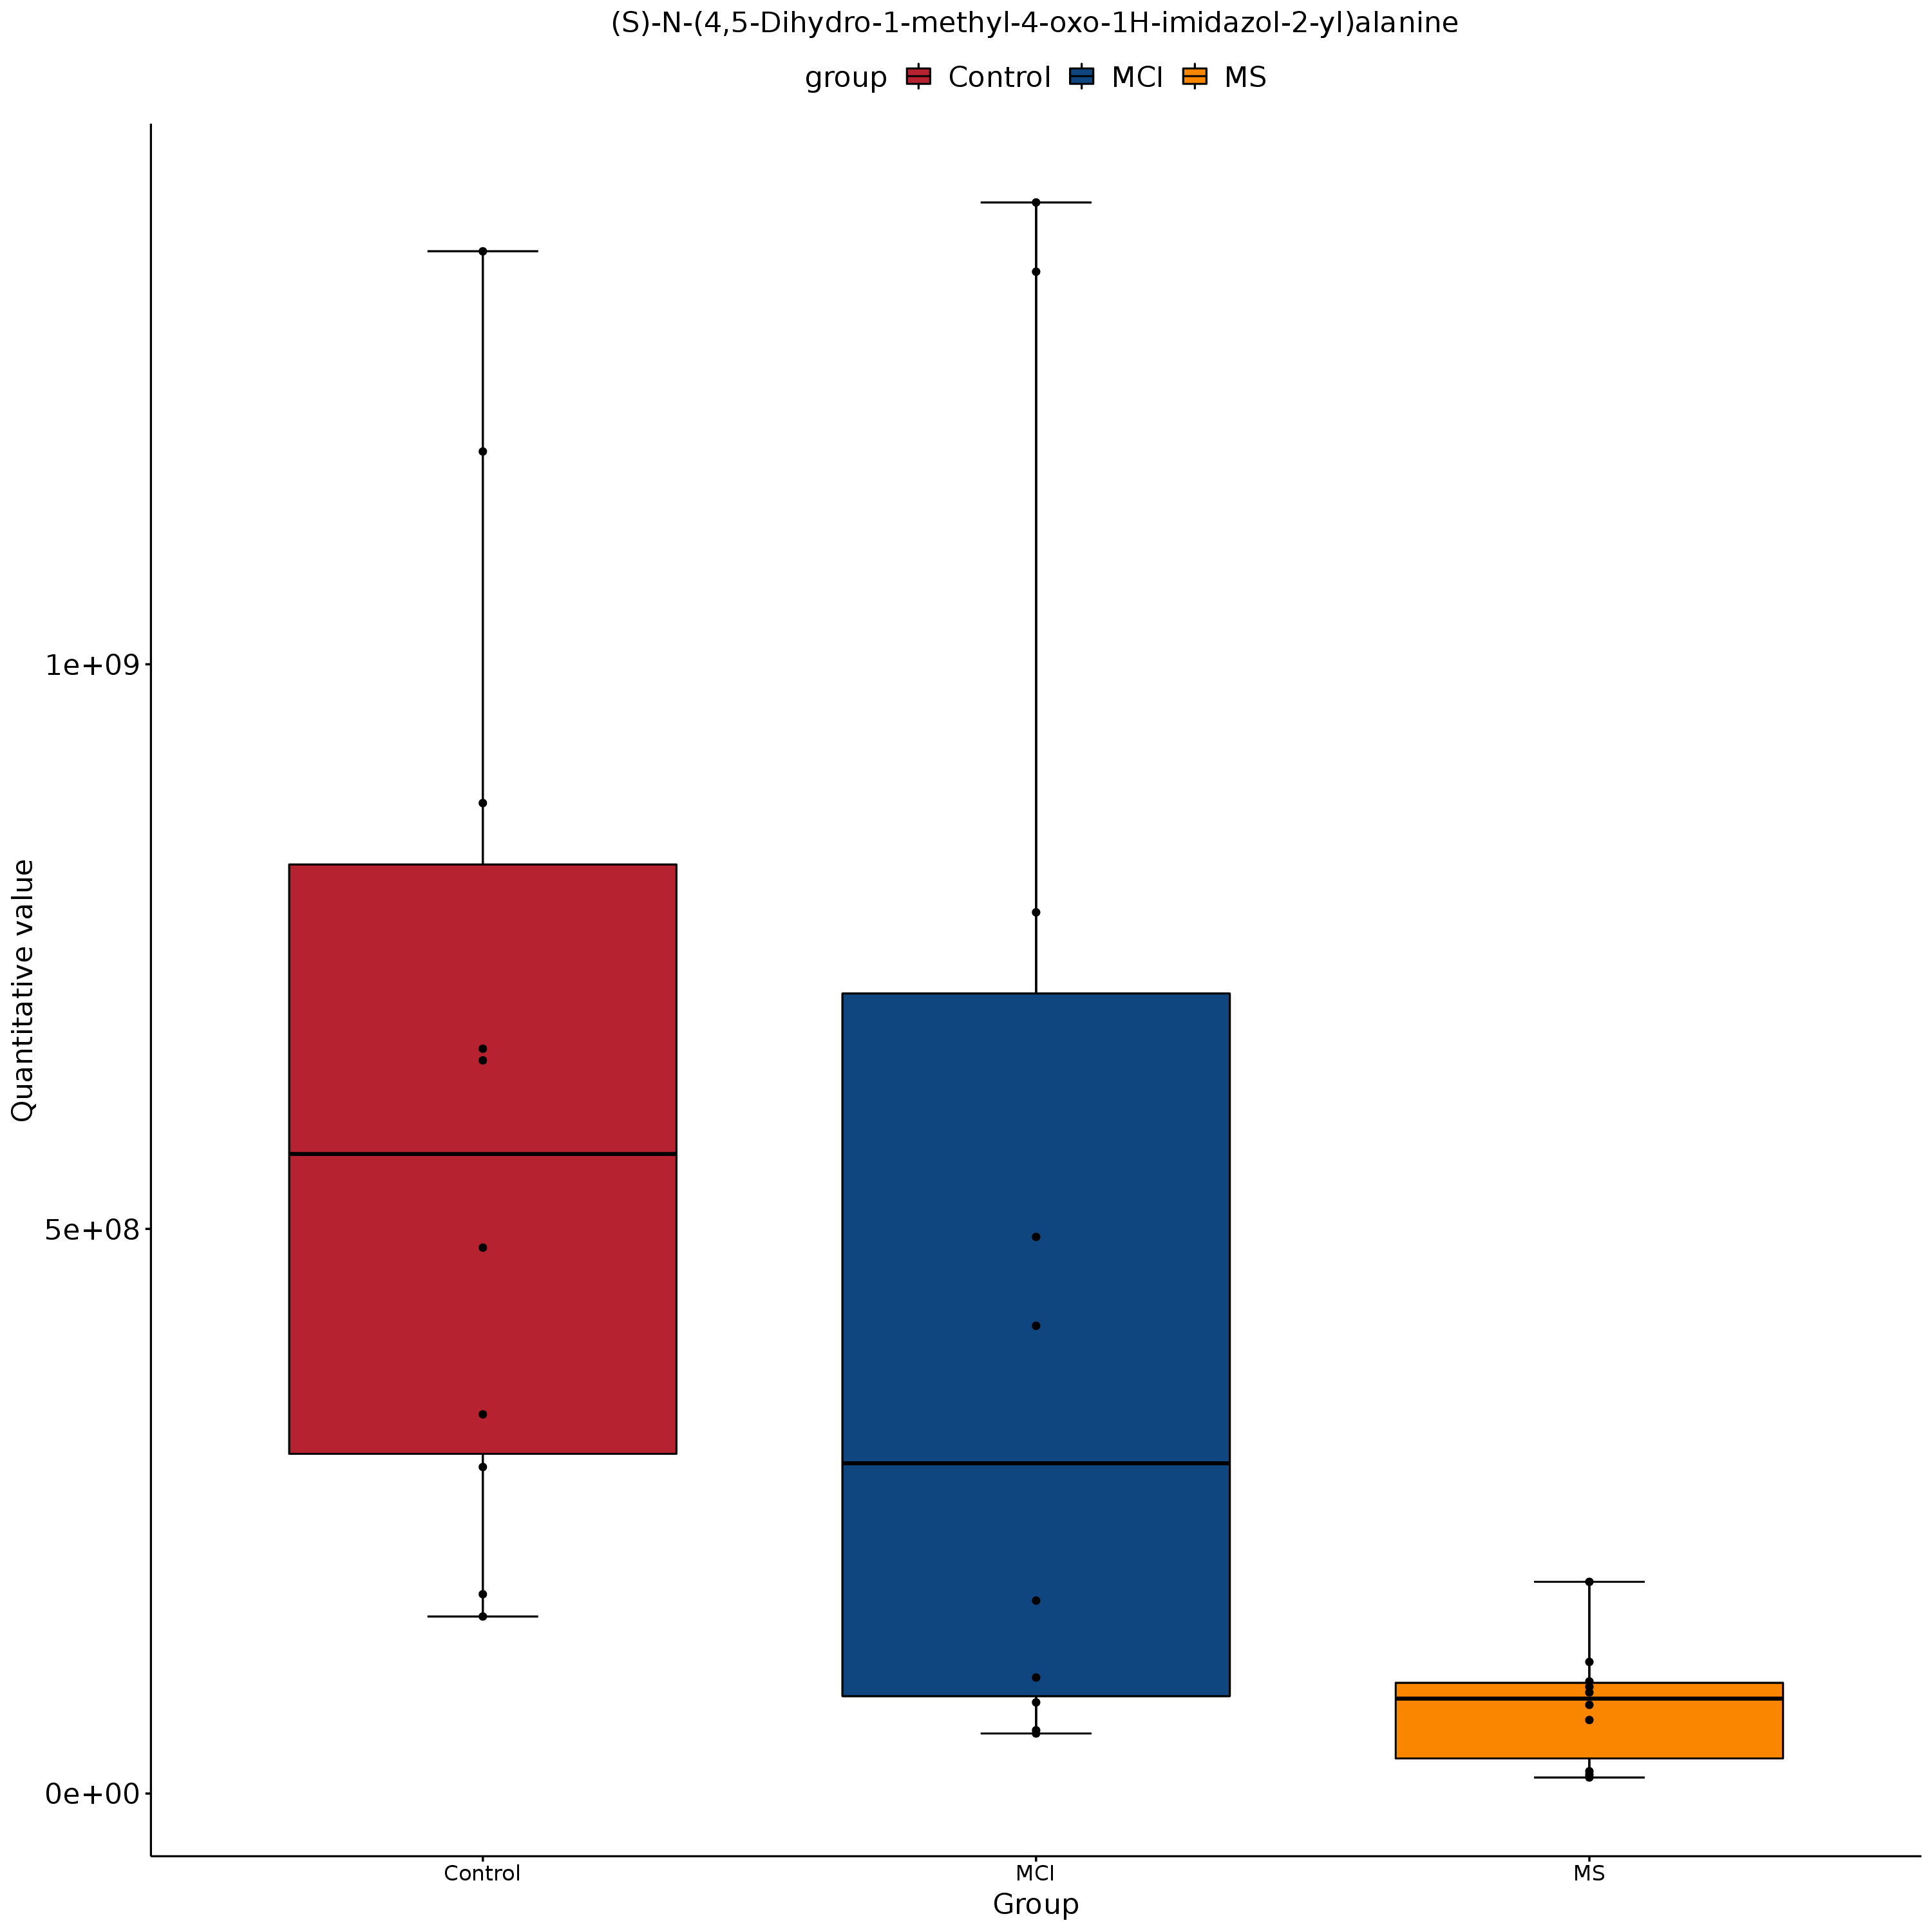 (S)-N-(4,5-Dihydro-1-methyl-4-oxo-1H-imidazol-2-yl)alanine
group Control MCI MS
Quantitative value
1e+09
5e+08
0e+00
Control MCI MS
Group